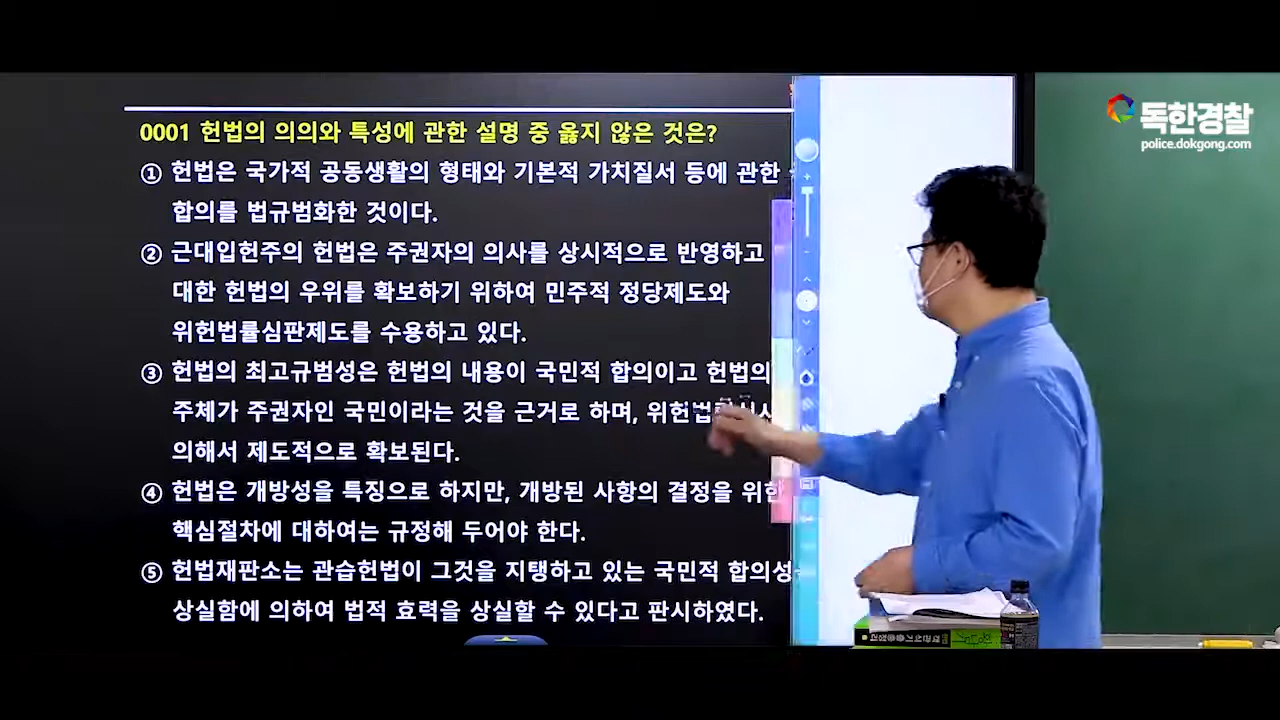 0001 헌법의 의의와 특성에 관한 설명 중 옳지 않은 것은?
① 헌법은 국가적 공동생활의 형태와 기본적 가치질서 등에 관한
합의를 법규범화한 것이다.
② 근대입헌주의 헌법은 주권자의 의사를 상시적으로 반영하고
대한 헌법의 우위를 확보하기 위하여 민주적 정당제도와
위헌법률심판제도를 수용하고 있다.
③ 헌법의 최고규범성은 헌법의 내용이 국민적 합의이고 헌법의
주체가 주권자인 국민이라는 것을 근거로 하며,
의해서 제도적으로 확보된다.
④ 헌법은 개방성을 특징으로 하지만, 개방된 사항의 결정을 위한
핵심절차에 대하여는 규정해 두어야 한다.
⑤ 헌법재판소는 관습헌법이 그것을 지탱하고 있는 국민적 합의성
상실함에 의하여 법적 효력을 상실할 수 있다고 판시하였다.
독한경찰
police.dokgong.com